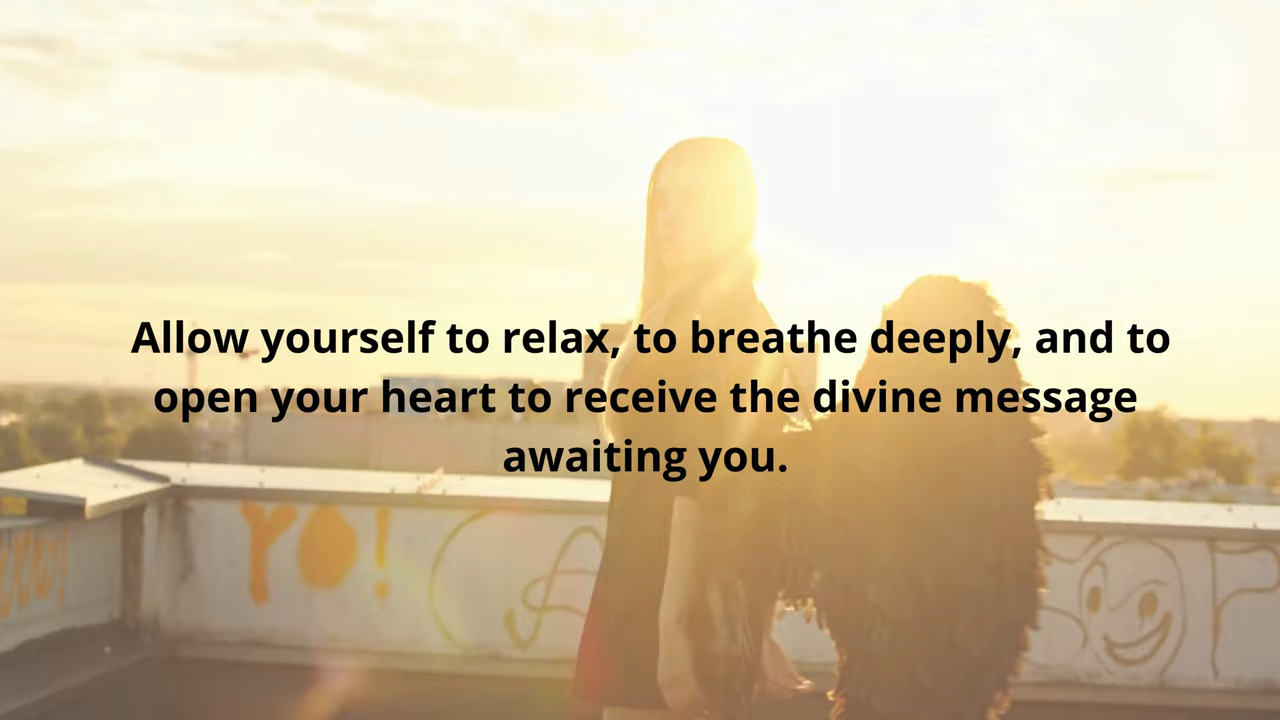 Allow yourself to relax, to breathe deeply, and to
open your heart to receive the divine message
awaiting you.
YO!